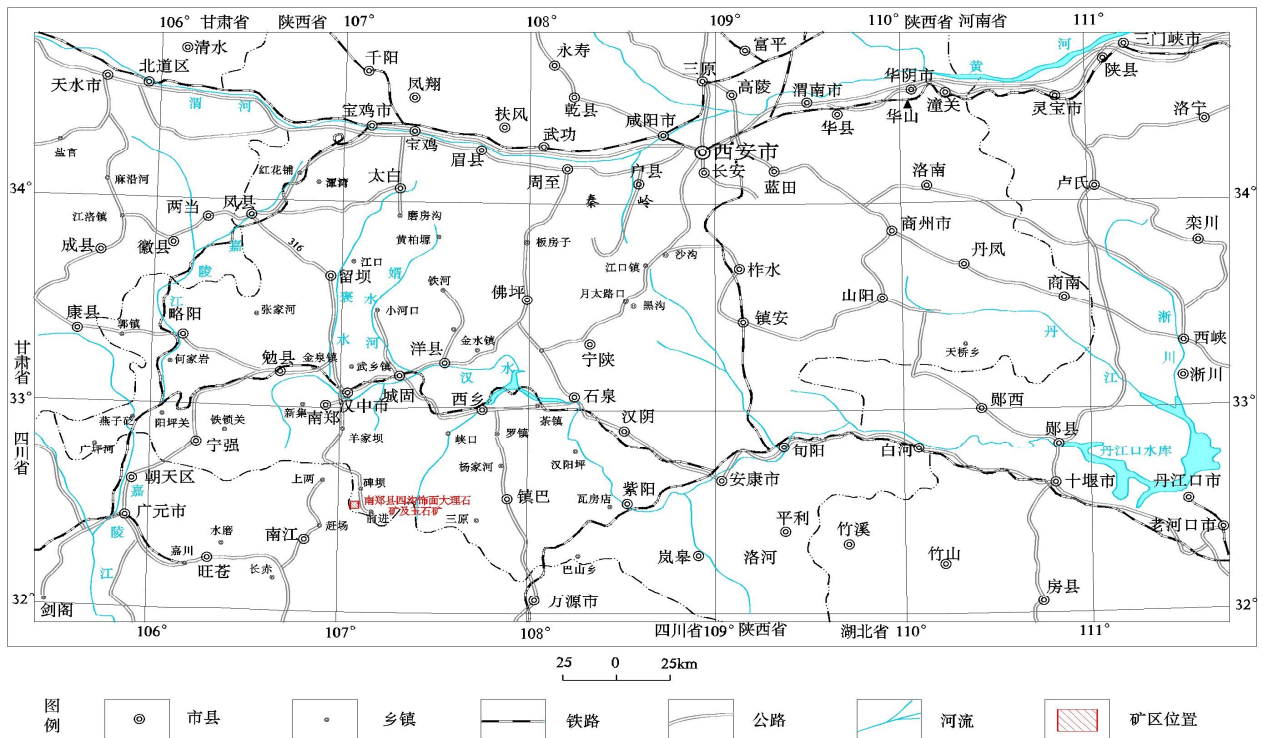 106°
甘肃省
陕西省
107°
108°
109°
110°
陕西省
河南省
111°
清水
北道区
天水市
千阳
凤翔
永寿
富平
三原
高陵
渭南市
华阴市
潼关
黄
河
三门峡市
陕县
灵宝市
洛宁
渭
河
宝鸡市
宝鸡
扶风
武功
乾县
咸阳市
西安市
华县
华山
眉县
盐官
麻沿河
红花铺
太白
周至
户县
长安
蓝田
洛南
卢氏
34°
34°
江洛镇
两当
凤县
磨房沟
秦
岭
商州市
栾川
成县
徽县
嘉
316
黄柏塬
板房子
沙沟
丹凤
陵
江口
留坝
铁河
江口镇
柞水
商南
江
褒
水
湑
水
河
小河口
佛坪
月太路口
黑沟
山阳
镇安
康县
郭镇
略阳
张家河
丹
江
淅
川
西峡
甘肃省
何家岩
勉县
金泉镇
武乡镇
洋县
金水镇
宁陕
天桥乡
淅川
33°
33°
汉
水
新集
南郑
汉中市
城固
西乡
石泉
郧西
燕子砭
阳坪关
铁锁关
茶镇
汉阴
四川省
广坪河
宁强
羊家坝
峡口
罗镇
旬阳
白河
郧县
丹江口水库
朝天区
上两
碑坝
杨家河
汉阳坪
安康市
十堰市
丹江口市
嘉
陵
江
广元市
南郑县四沟饰面大理石
矿及玉石矿
前进
镇巴
瓦房店
紫阳
老河口市
水磨
赶场
三原
平利
竹溪
嘉川
旺苍
南江
长赤
巴山乡
岚皋
洛河
竹山
32°
剑阁
万源市
房县
32°
106°
107°
108°
四川省
109°
陕西省
湖北省
110°
111°
25
0
25km
图例
市县
乡镇
铁路
公路
河流
矿区位置